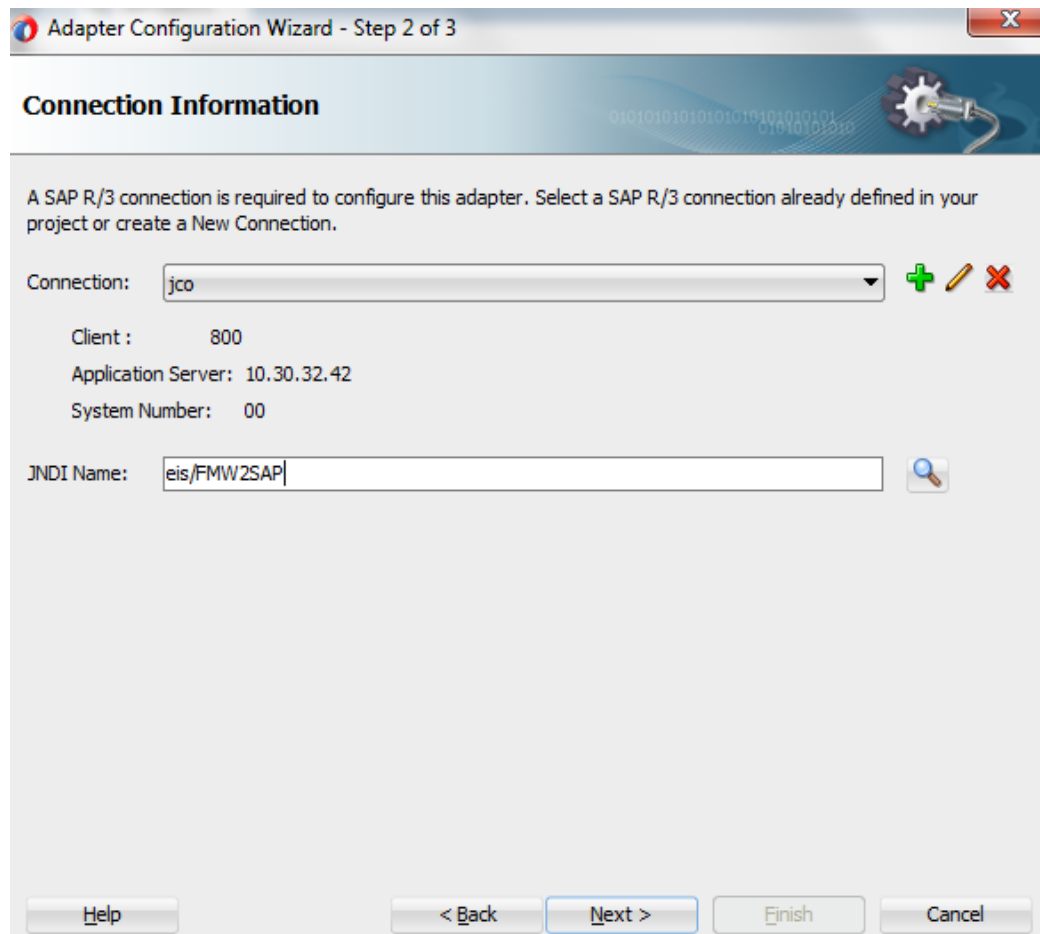 Adapter Configuration Wizard - Step 2 of 3
Connection Information
A SAP R/3 connection is required to configure this adapter. Select a SAP R/3 connection already defined in your
project or create a New Connection.
Connection: jco
Client : 800
Application Server: 10.30.32.42
System Number: 00
JNDI Name: eis/FMW2SAP
Help < Back Next > Finish Cancel